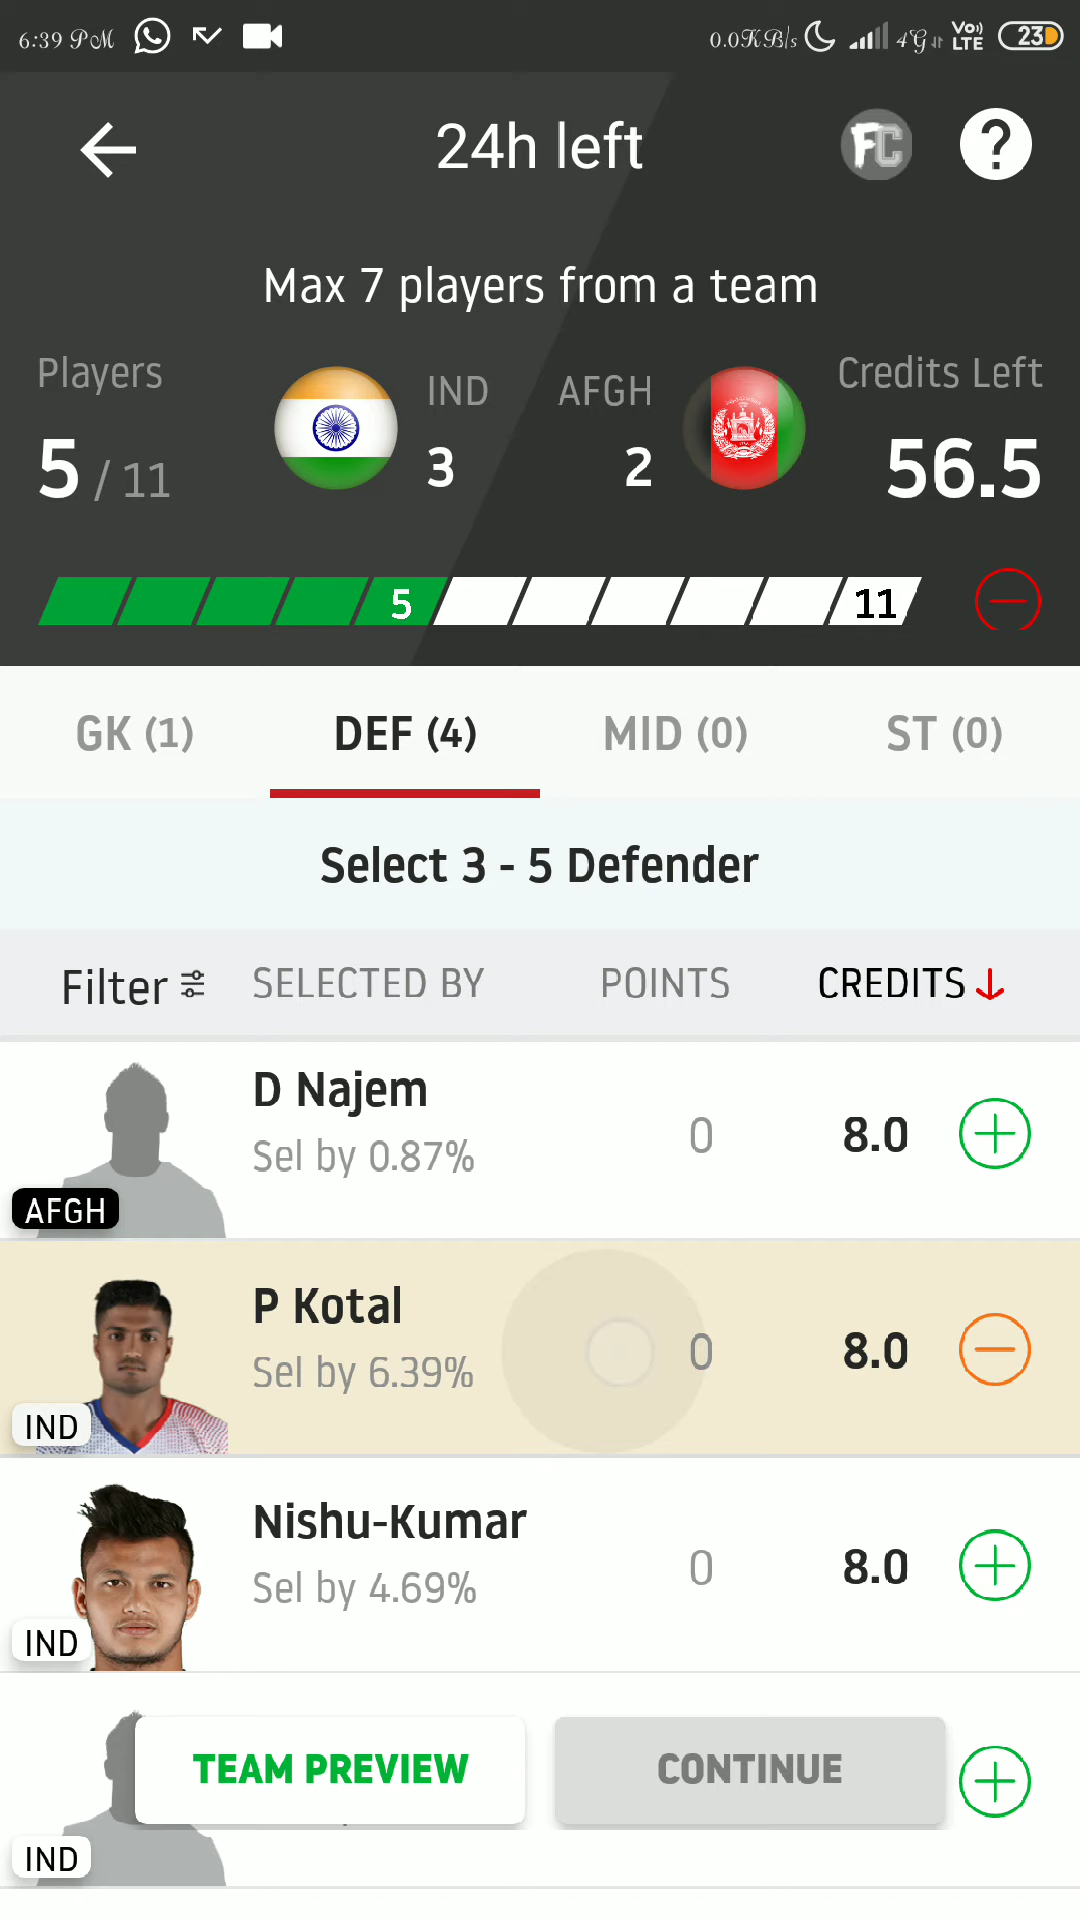 6:39 PM 0.0KB/s 4G Vo)) LTE 23
24h left FC ?
Max 7 players from a team
Players IND AFGH Credits Left
5 / 11 3 2 56.5
5 11
GK (1) DEF (4) MID (0) ST (0)
Select 3 - 5 Defender
Filter SELECTED BY POINTS CREDITS
D Najem
Sel by 0.87% 0 8.0
AFGH
P Kotal
Sel by 6.39% 0 8.0
IND
Nishu-Kumar
Sel by 4.69% 0 8.0
IND
TEAM PREVIEW CONTINUE
IND